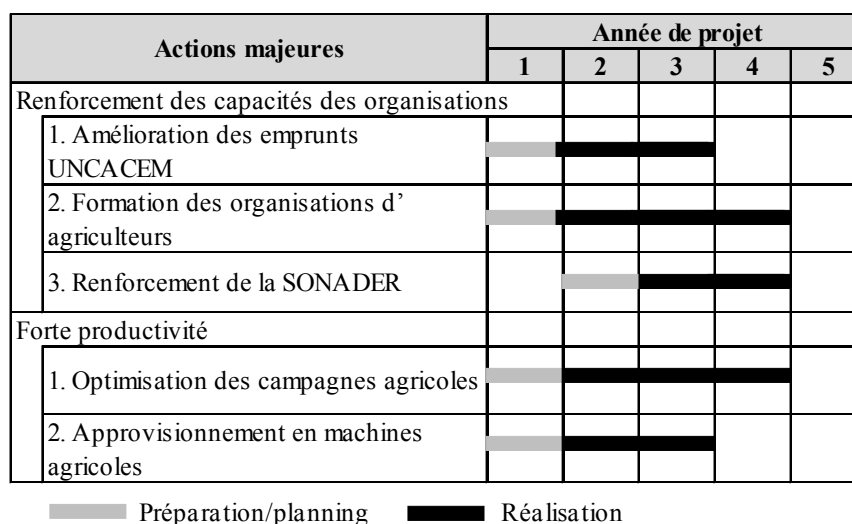 Actions majeures
Année de projet
1 2 3 4 5
Renforcement des capacités des organisations
1. Amélioration des emprunts
UNCACEM
2. Formation des organisations d’
agriculteurs
3. Renforcement de la SONADER
Forte productivité
1. Optimisation des campagnes agricoles
2. Approvisionnement en machines
agricoles
Préparation/planning Réalisation